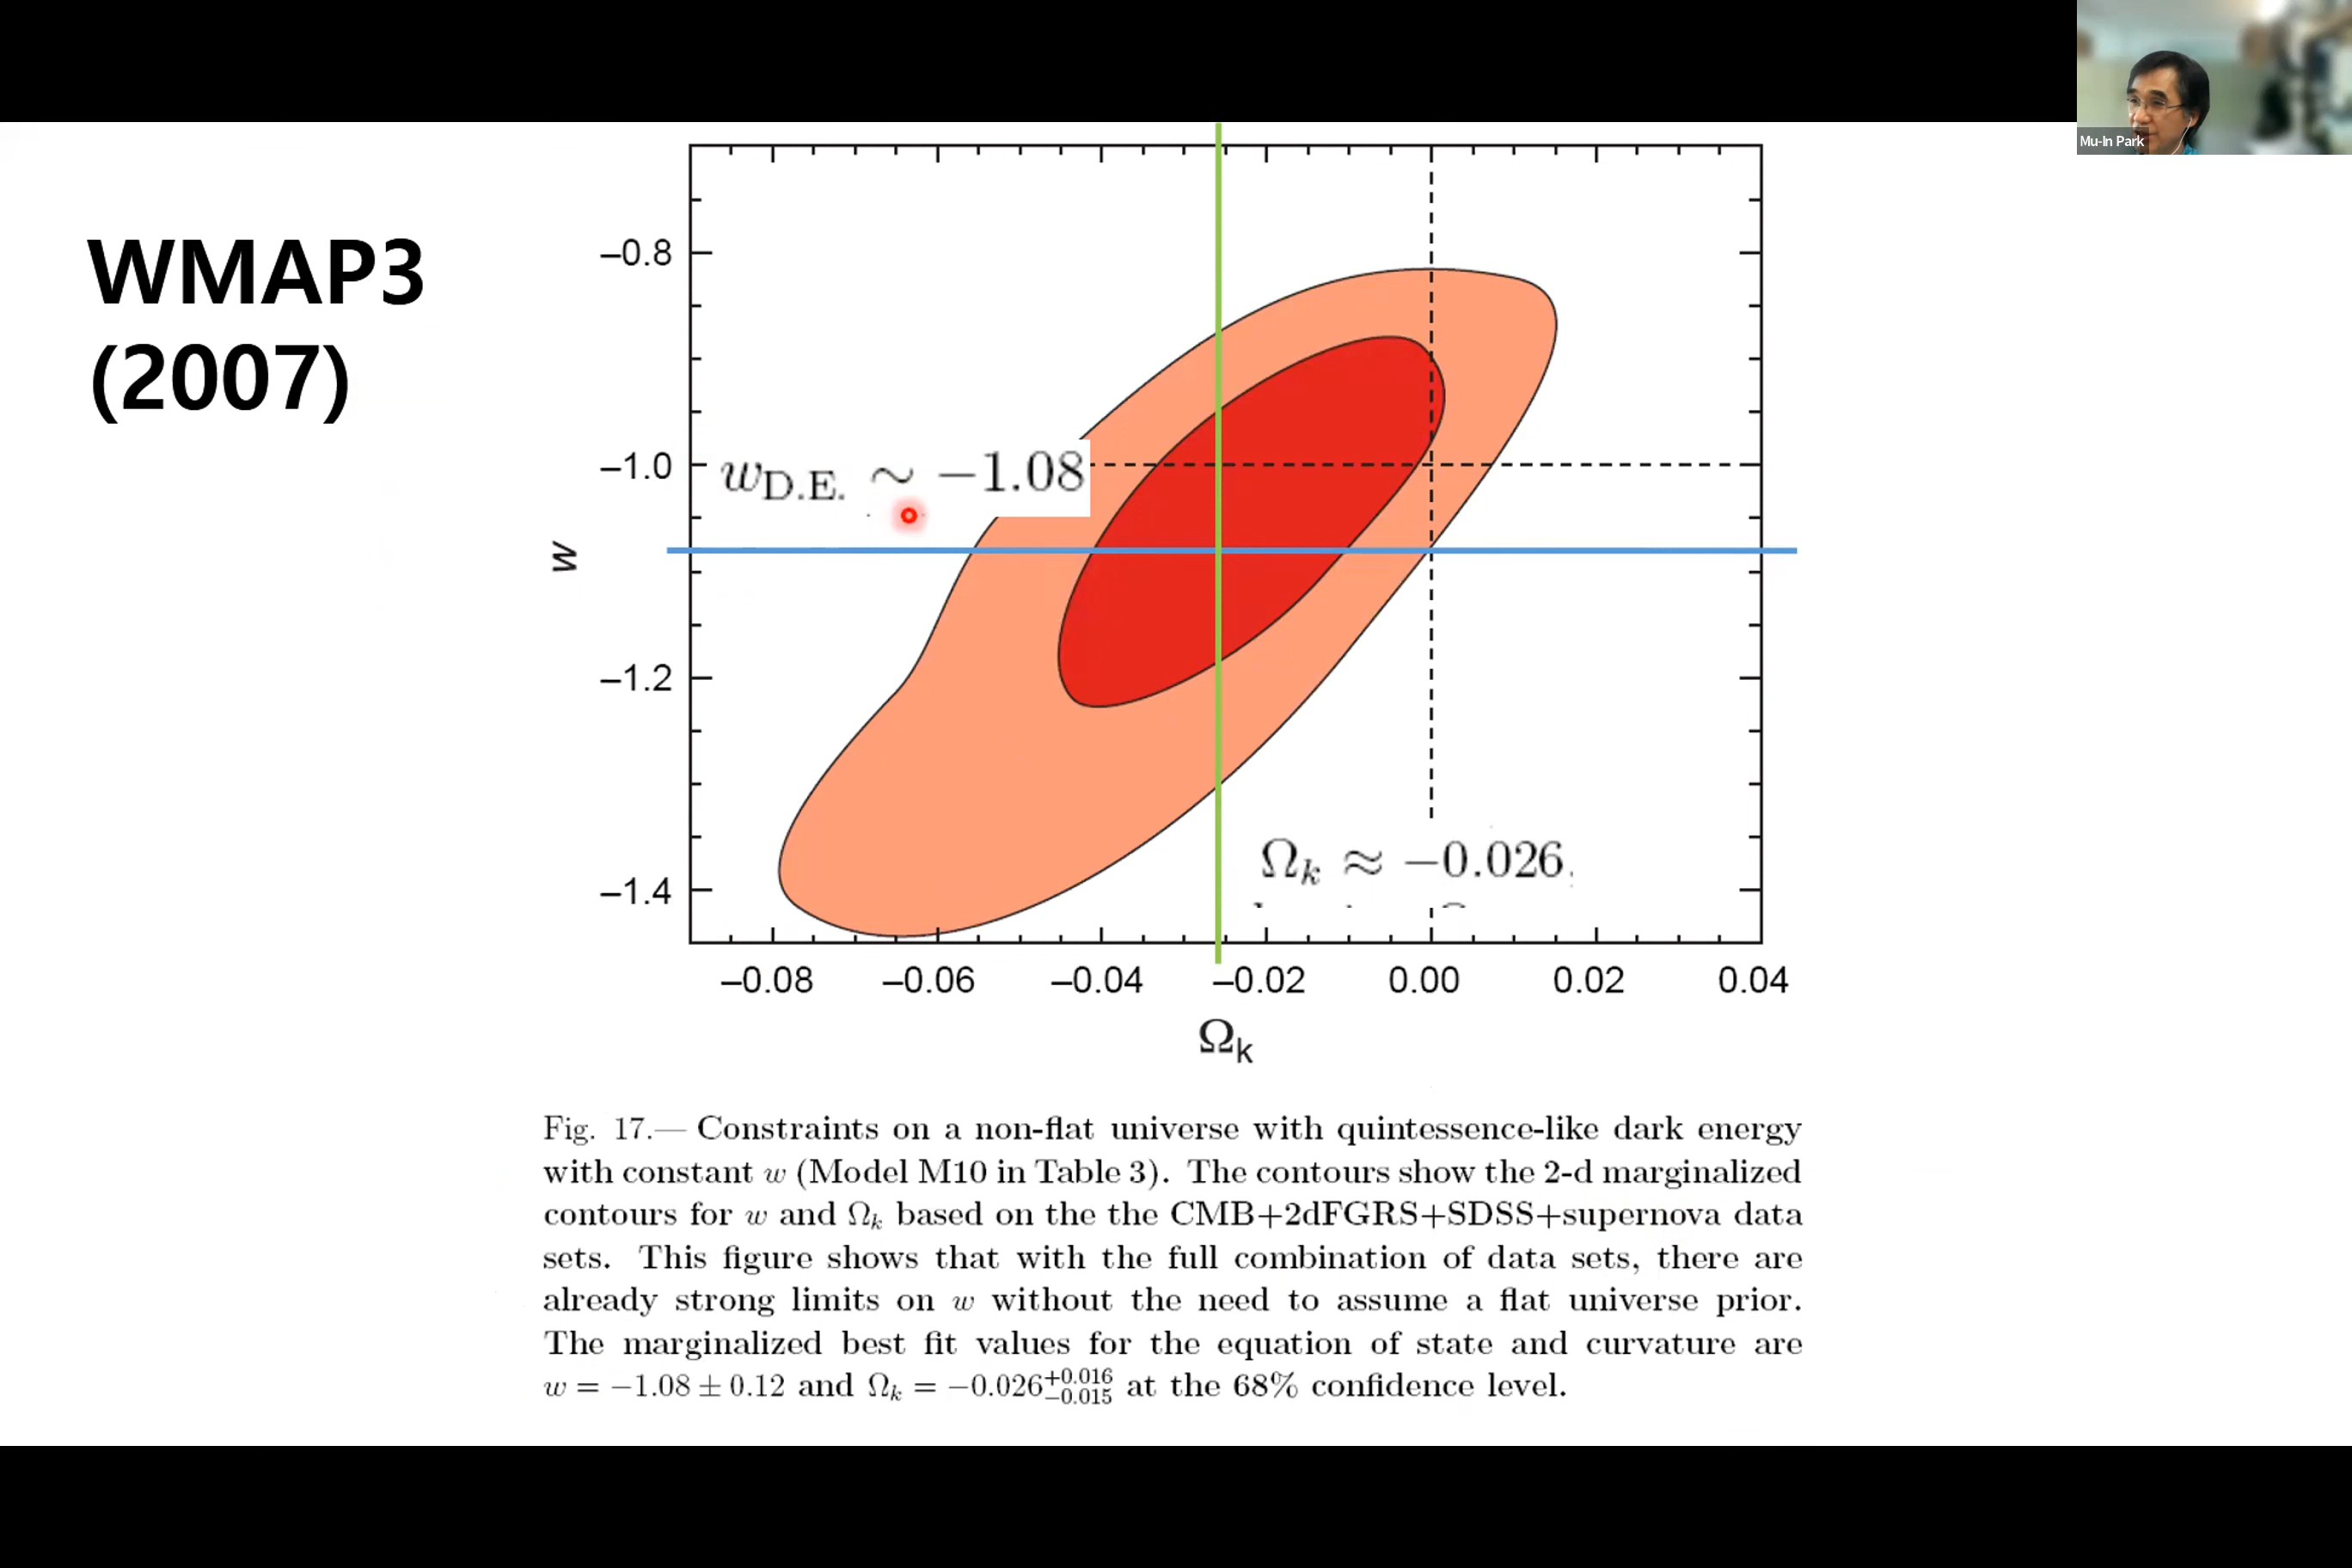 Mu-In Park
WMAP3
(2007)
–0.8
–1.0
–1.2
–1.4
w
w_D.E. ∼ −1.08
Ω_k ≈ −0.026
–0.08 –0.06 –0.04 –0.02 0.00 0.02 0.04
Ω_k
Fig. 17.— Constraints on a non-flat universe with quintessence-like dark energy
with constant w (Model M10 in Table 3). The contours show the 2-d marginalized
contours for w and Ω_k based on the the CMB+2dFGRS+SDSS+supernova data
sets. This figure shows that with the full combination of data sets, there are
already strong limits on w without the need to assume a flat universe prior.
The marginalized best fit values for the equation of state and curvature are
w = −1.08 ± 0.12 and Ω_k = −0.026^{+0.016}_{−0.015} at the 68% confidence level.